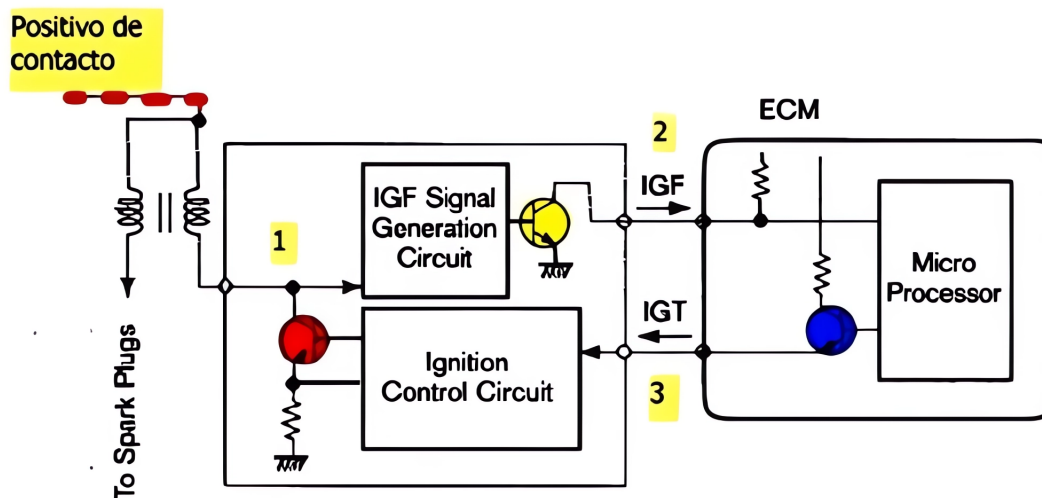 Positivo de
contacto
ECM
2
IGF
IGF Signal
Generation
Circuit
1
Micro
Processor
IGT
Ignition
Control Circuit
3
To Spark Plugs